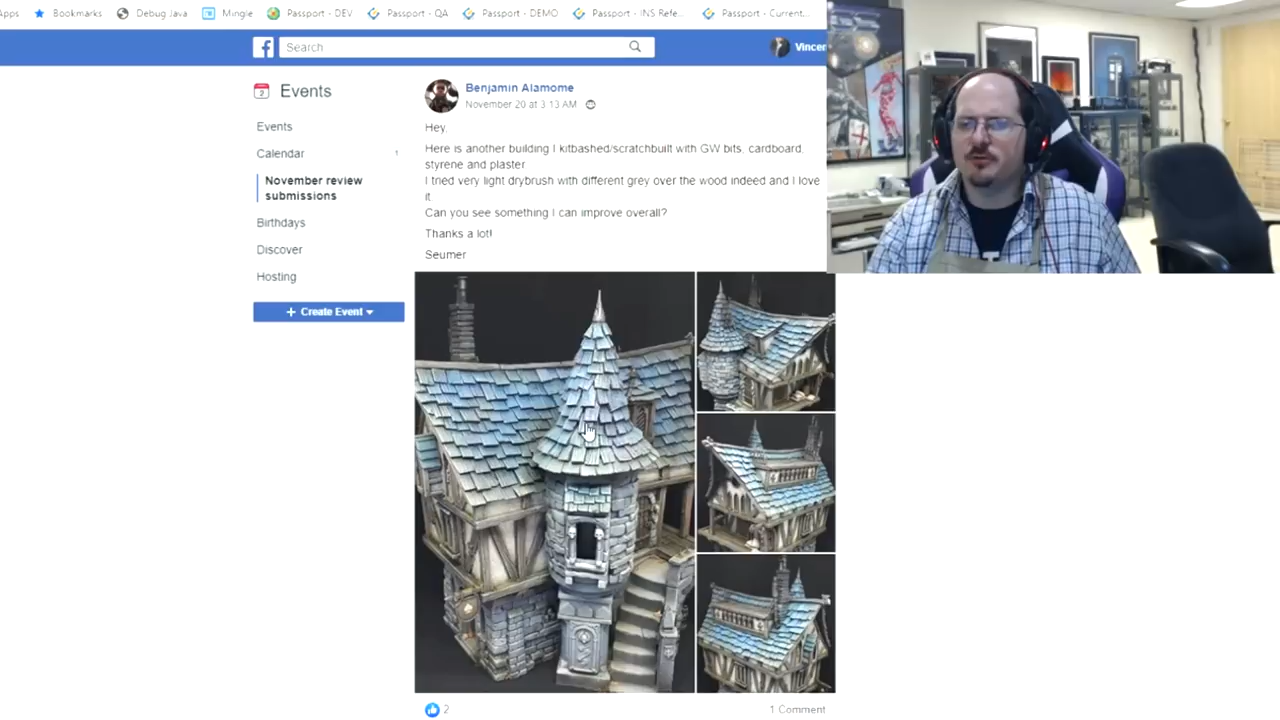 Apps
Bookmarks
Debug Java
Mingle
Passport - DEV
Passport - QA
Passport - DEMO
Passport - INS Refe...
Passport - Current,...
Search
Vincen
2
Events
Events
Calendar
1
November review
submissions
Birthdays
Discover
Hosting
+ Create Event
Benjamin Alamome
November 20 at 3:13 AM
Hey,
Here is another building I kitbashed/scratchbuilt with GW bits, cardboard,
styrene and plaster
I tried very light drybrush with different grey over the wood indeed and I love
it
Can you see something I can improve overall?
Thanks a lot!
Seumer
2
1 Comment